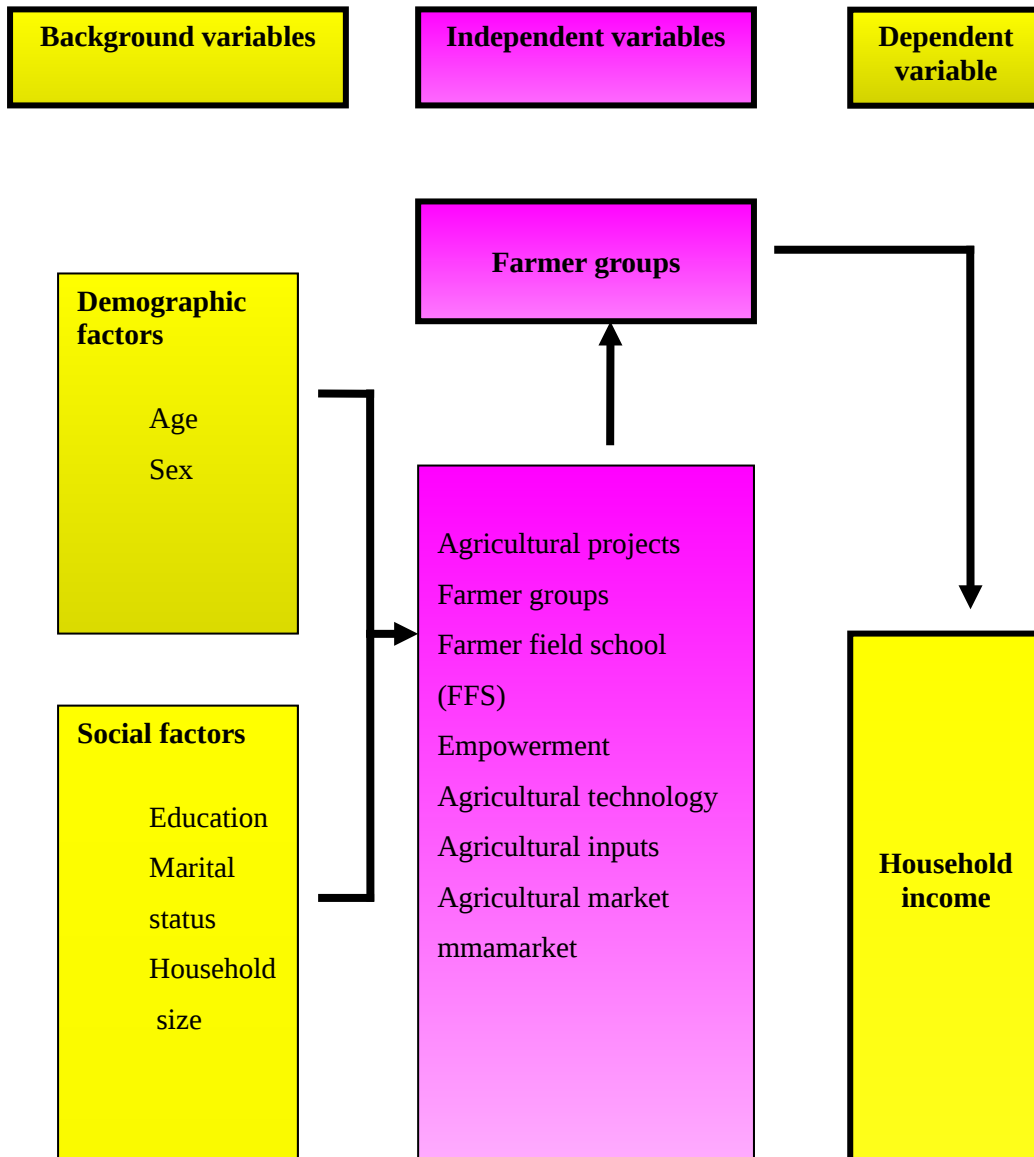 Background variables
Independent variables
Dependent
variable
Farmer groups
Demographic
factors
Age
Sex
Social factors
Education
Marital
status
Household
size
Agricultural projects
Farmer groups
Farmer field school
(FFS)
Empowerment
Agricultural technology
Agricultural inputs
Agricultural market
mmamarket
Household
income